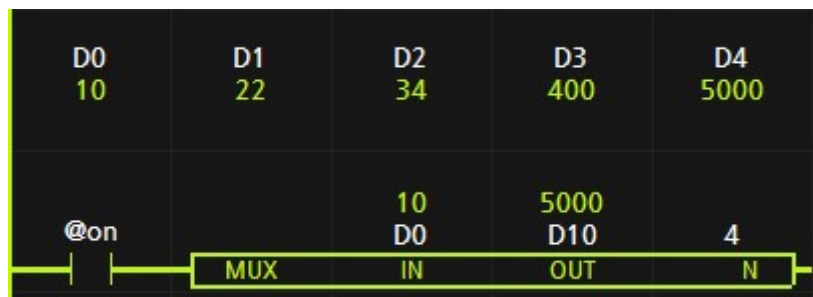 D0 D1 D2 D3 D4
10 22 34 400 5000
10 5000
@on D0 D10 4
MUX IN OUT N